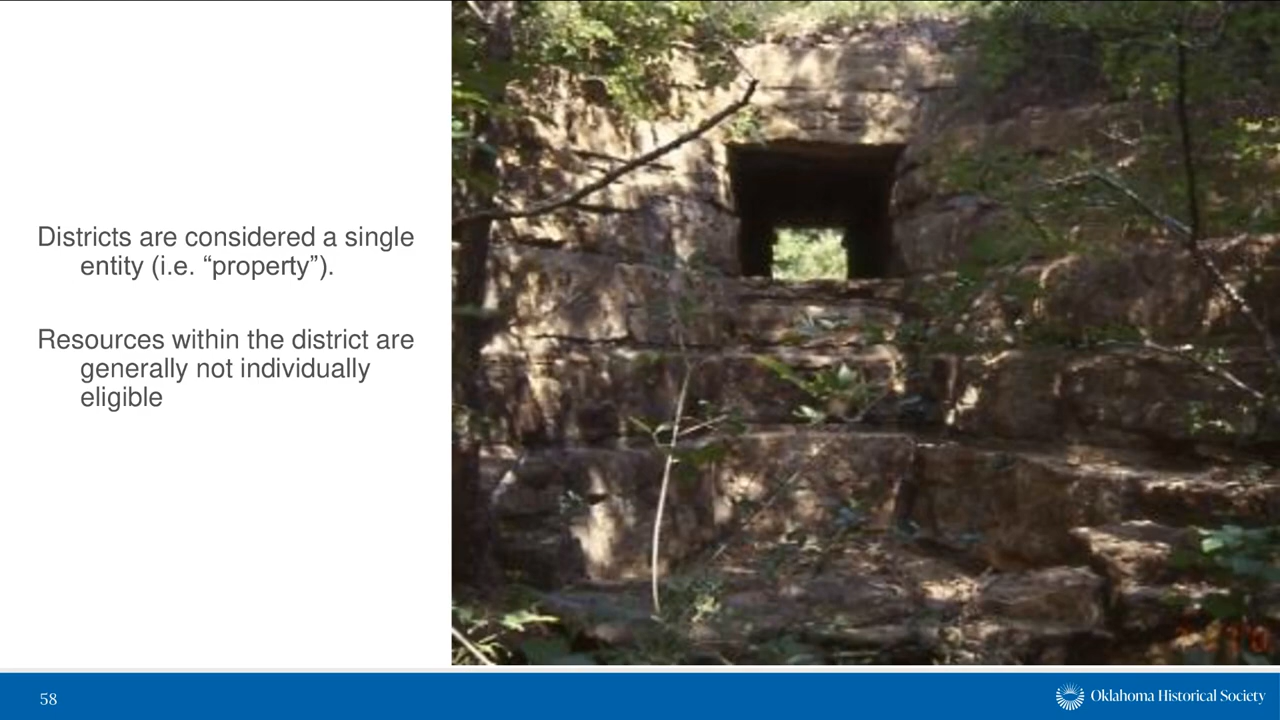 Districts are considered a single
entity (i.e. “property”).
Resources within the district are
generally not individually
eligible
58
Oklahoma Historical Society